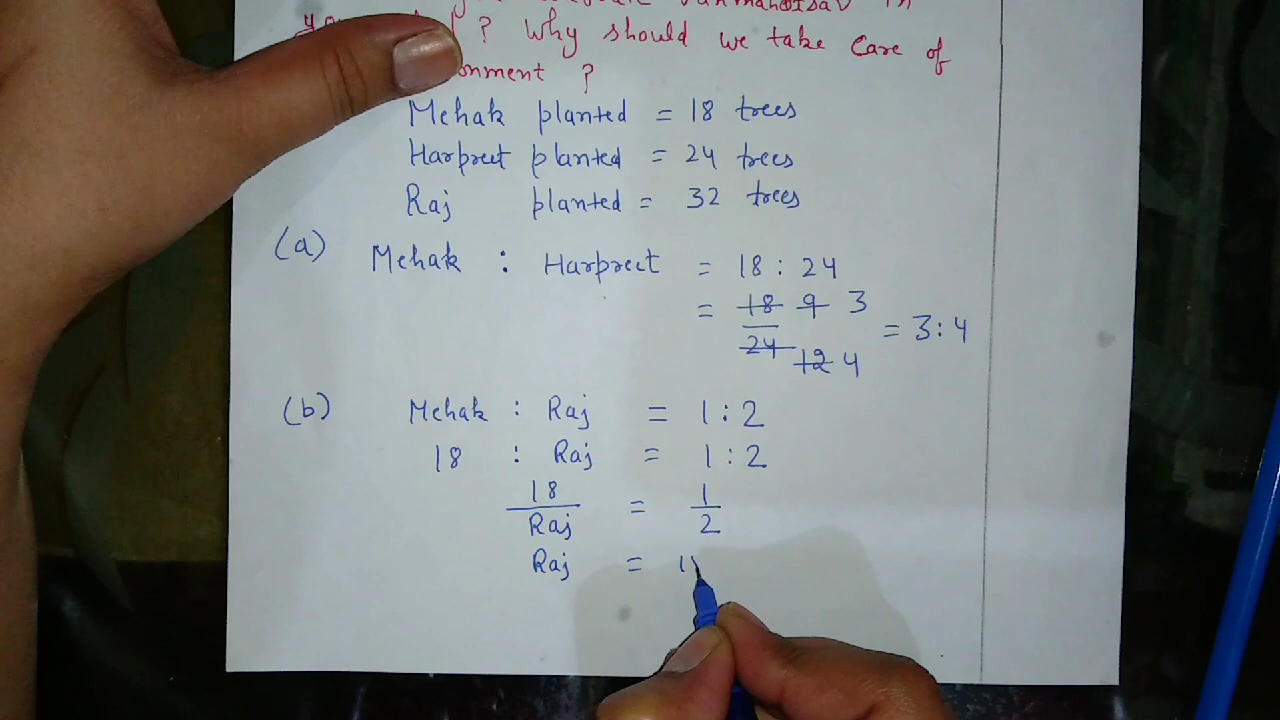 ? Why should we take care of
?
Mehak planted = 18 trees
Harpreet planted = 24 trees
Raj planted = 32 trees
(a) Mehak : Harpreet = 18 : 24
= 18 9 3
24 12 4 = 3:4
(b) Mehak : Raj = 1 : 2
18 : Raj = 1 : 2
18/Raj = 1/2
Raj = 1